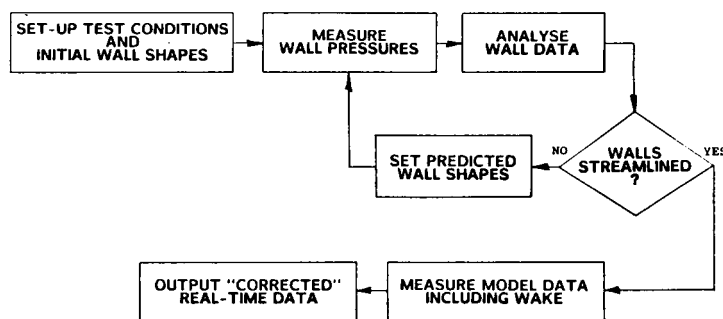 SET-UP TEST CONDITIONS
AND
INITIAL WALL SHAPES
MEASURE
WALL PRESSURES
ANALYSE
WALL DATA
WALLS
STREAMLINED
?
NO
YES
SET PREDICTED
WALL SHAPES
MEASURE MODEL DATA
INCLUDING WAKE
OUTPUT "CORRECTED"
REAL-TIME DATA